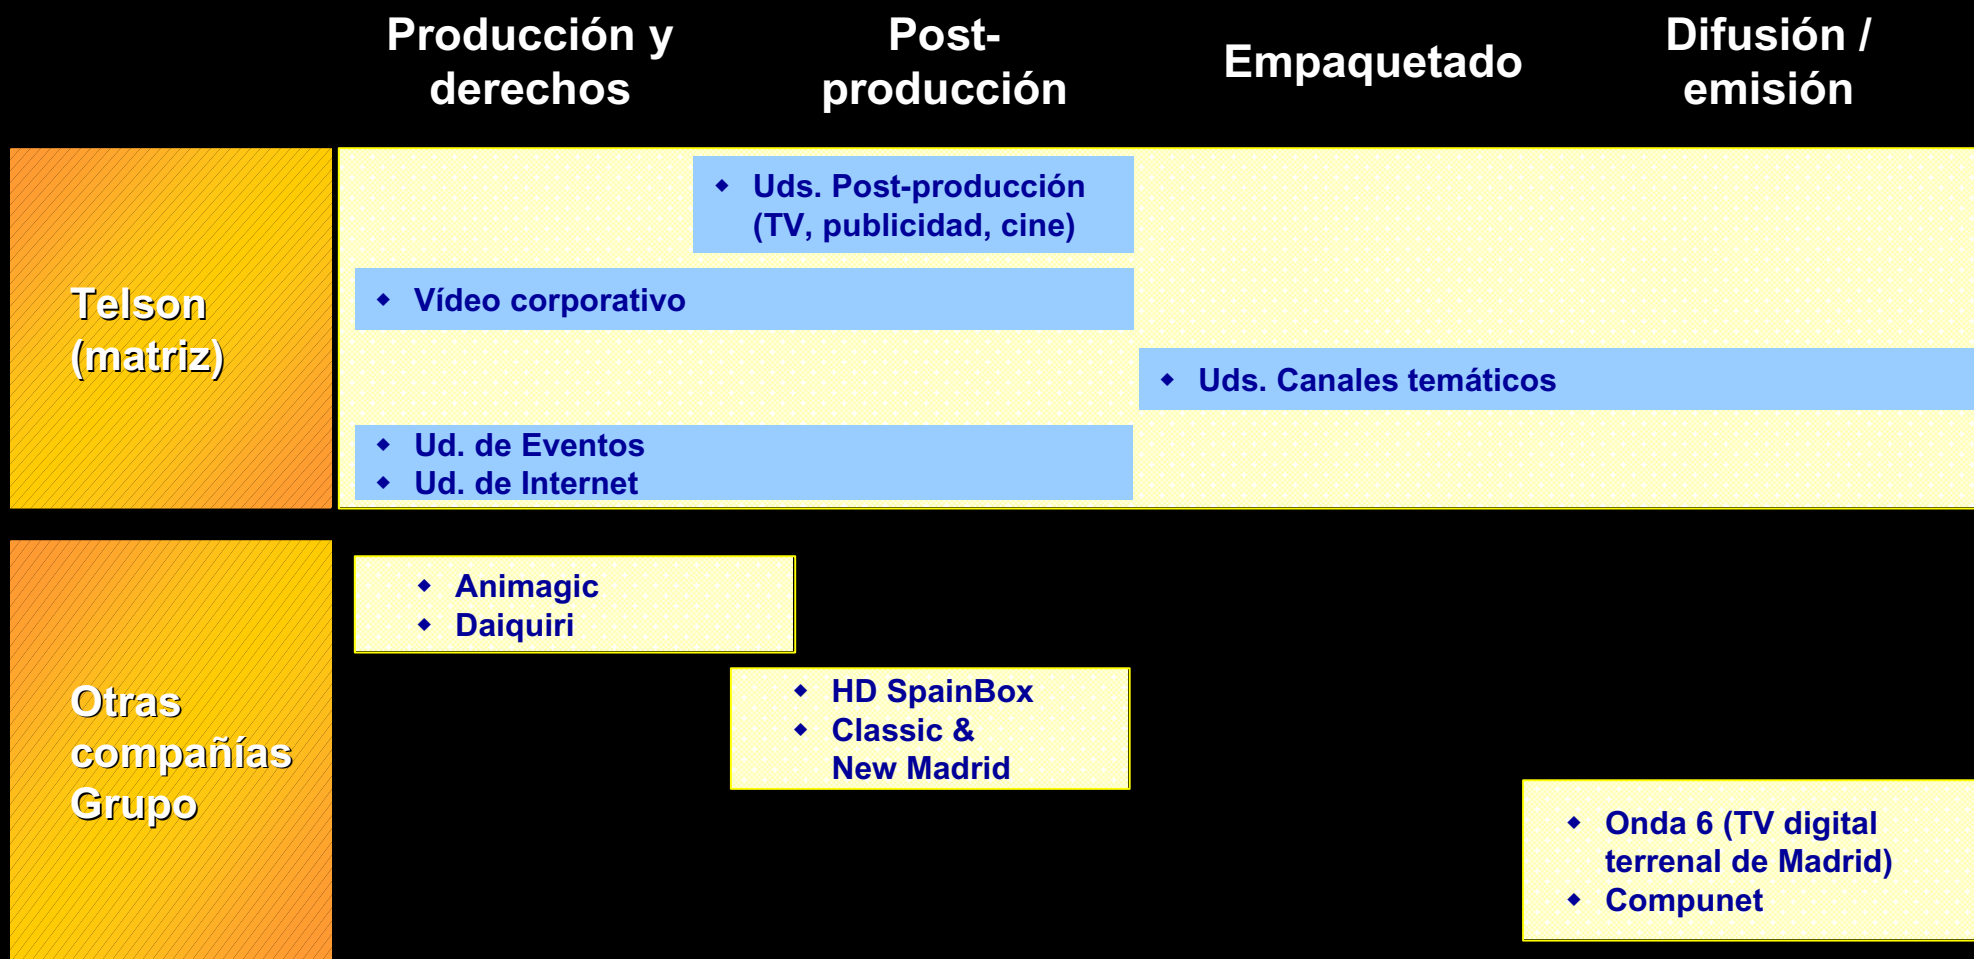 Producción y
derechos
Post-
producción
Empaquetado
Difusión /
emisión
Telson
(matriz)
Uds. Post-producción
(TV, publicidad, cine)
Vídeo corporativo
Uds. Canales temáticos
Ud. de Eventos
Ud. de Internet
Otras
compañías
Grupo
Animagic
Daiquiri
HD SpainBox
Classic &
New Madrid
Onda 6 (TV digital
terrenal de Madrid)
Compunet